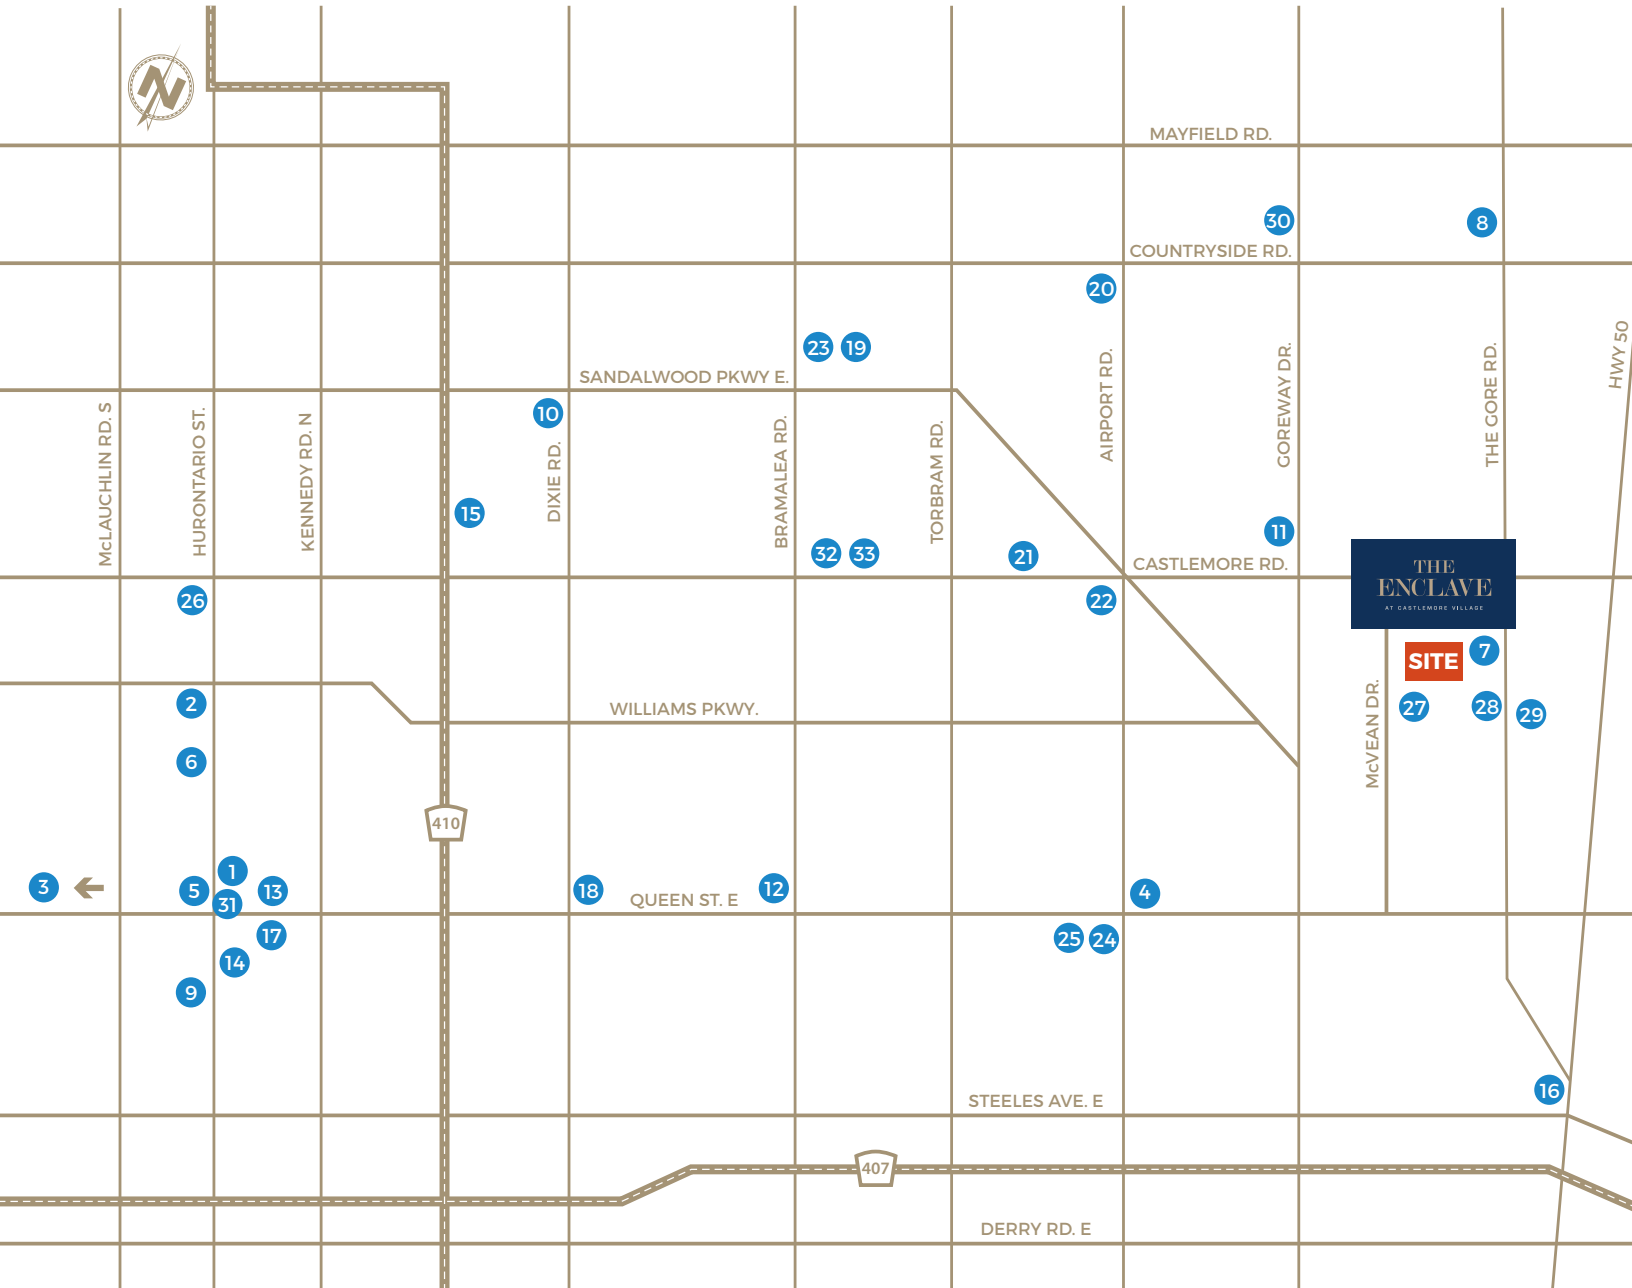 N
MAYFIELD RD.
30
8
COUNTRYSIDE RD.
20
HWY 50
23
19
SANDALWOOD PKWY E.
AIRPORT RD.
GOREWAY DR.
THE GORE RD.
McLAUCHLIN RD. S
HURONTARIO ST.
KENNEDY RD. N
10
DIXIE RD.
BRAMALEA RD.
TORBRAM RD.
15
11
32
33
21
CASTLEMORE RD.
THE
ENCLAVE
AT CASTLEMORE VILLAGE
26
22
SITE
7
2
WILLIAMS PKWY.
McVEAN DR.
27
28
29
6
410
1
3
5
13
31
18
QUEEN ST. E
12
4
17
25
24
14
9
16
STEELES AVE. E
407
DERRY RD. E